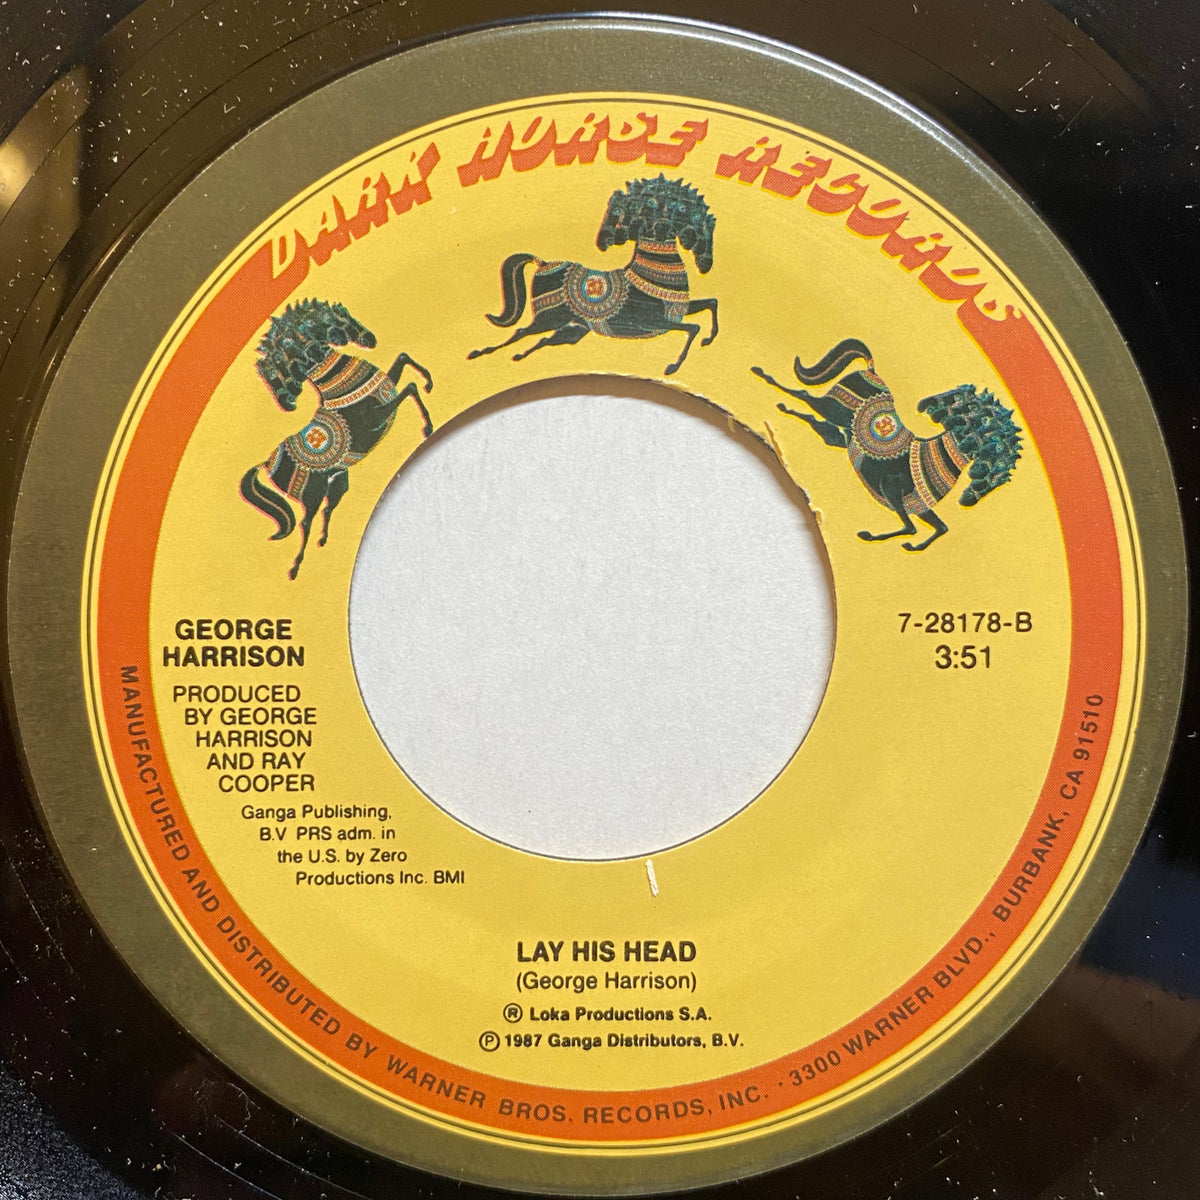 DARK HORSE RECORDS
GEORGE
HARRISON
PRODUCED
BY GEORGE
HARRISON
AND RAY
COOPER
Ganga Publishing,
B.V PRS adm. in
the U.S. by Zero
Productions Inc. BMI
7-28178-B
3:51
LAY HIS HEAD
(George Harrison)
® Loka Productions S.A.
℗ 1987 Ganga Distributors, B.V.
MANUFACTURED AND DISTRIBUTED BY WARNER BROS. RECORDS, INC. · 3300 WARNER BLVD., BURBANK, CA 91510